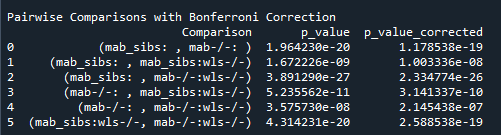 Pairwise Comparisons with Bonferroni Correction
Comparison p_value p_value_corrected
0 (mab_sibs: , mab-/-: ) 1.964230e-20 1.178538e-19
1 (mab_sibs: , mab_sibs:wls-/-) 1.672226e-09 1.003336e-08
2 (mab_sibs: , mab-/-:wls-/-) 3.891290e-27 2.334774e-26
3 (mab-/-: , mab_sibs:wls-/-) 5.235562e-11 3.141337e-10
4 (mab-/-: , mab-/-:wls-/-) 3.575730e-08 2.145438e-07
5 (mab_sibs:wls-/-, mab-/-:wls-/-) 4.314231e-20 2.588538e-19